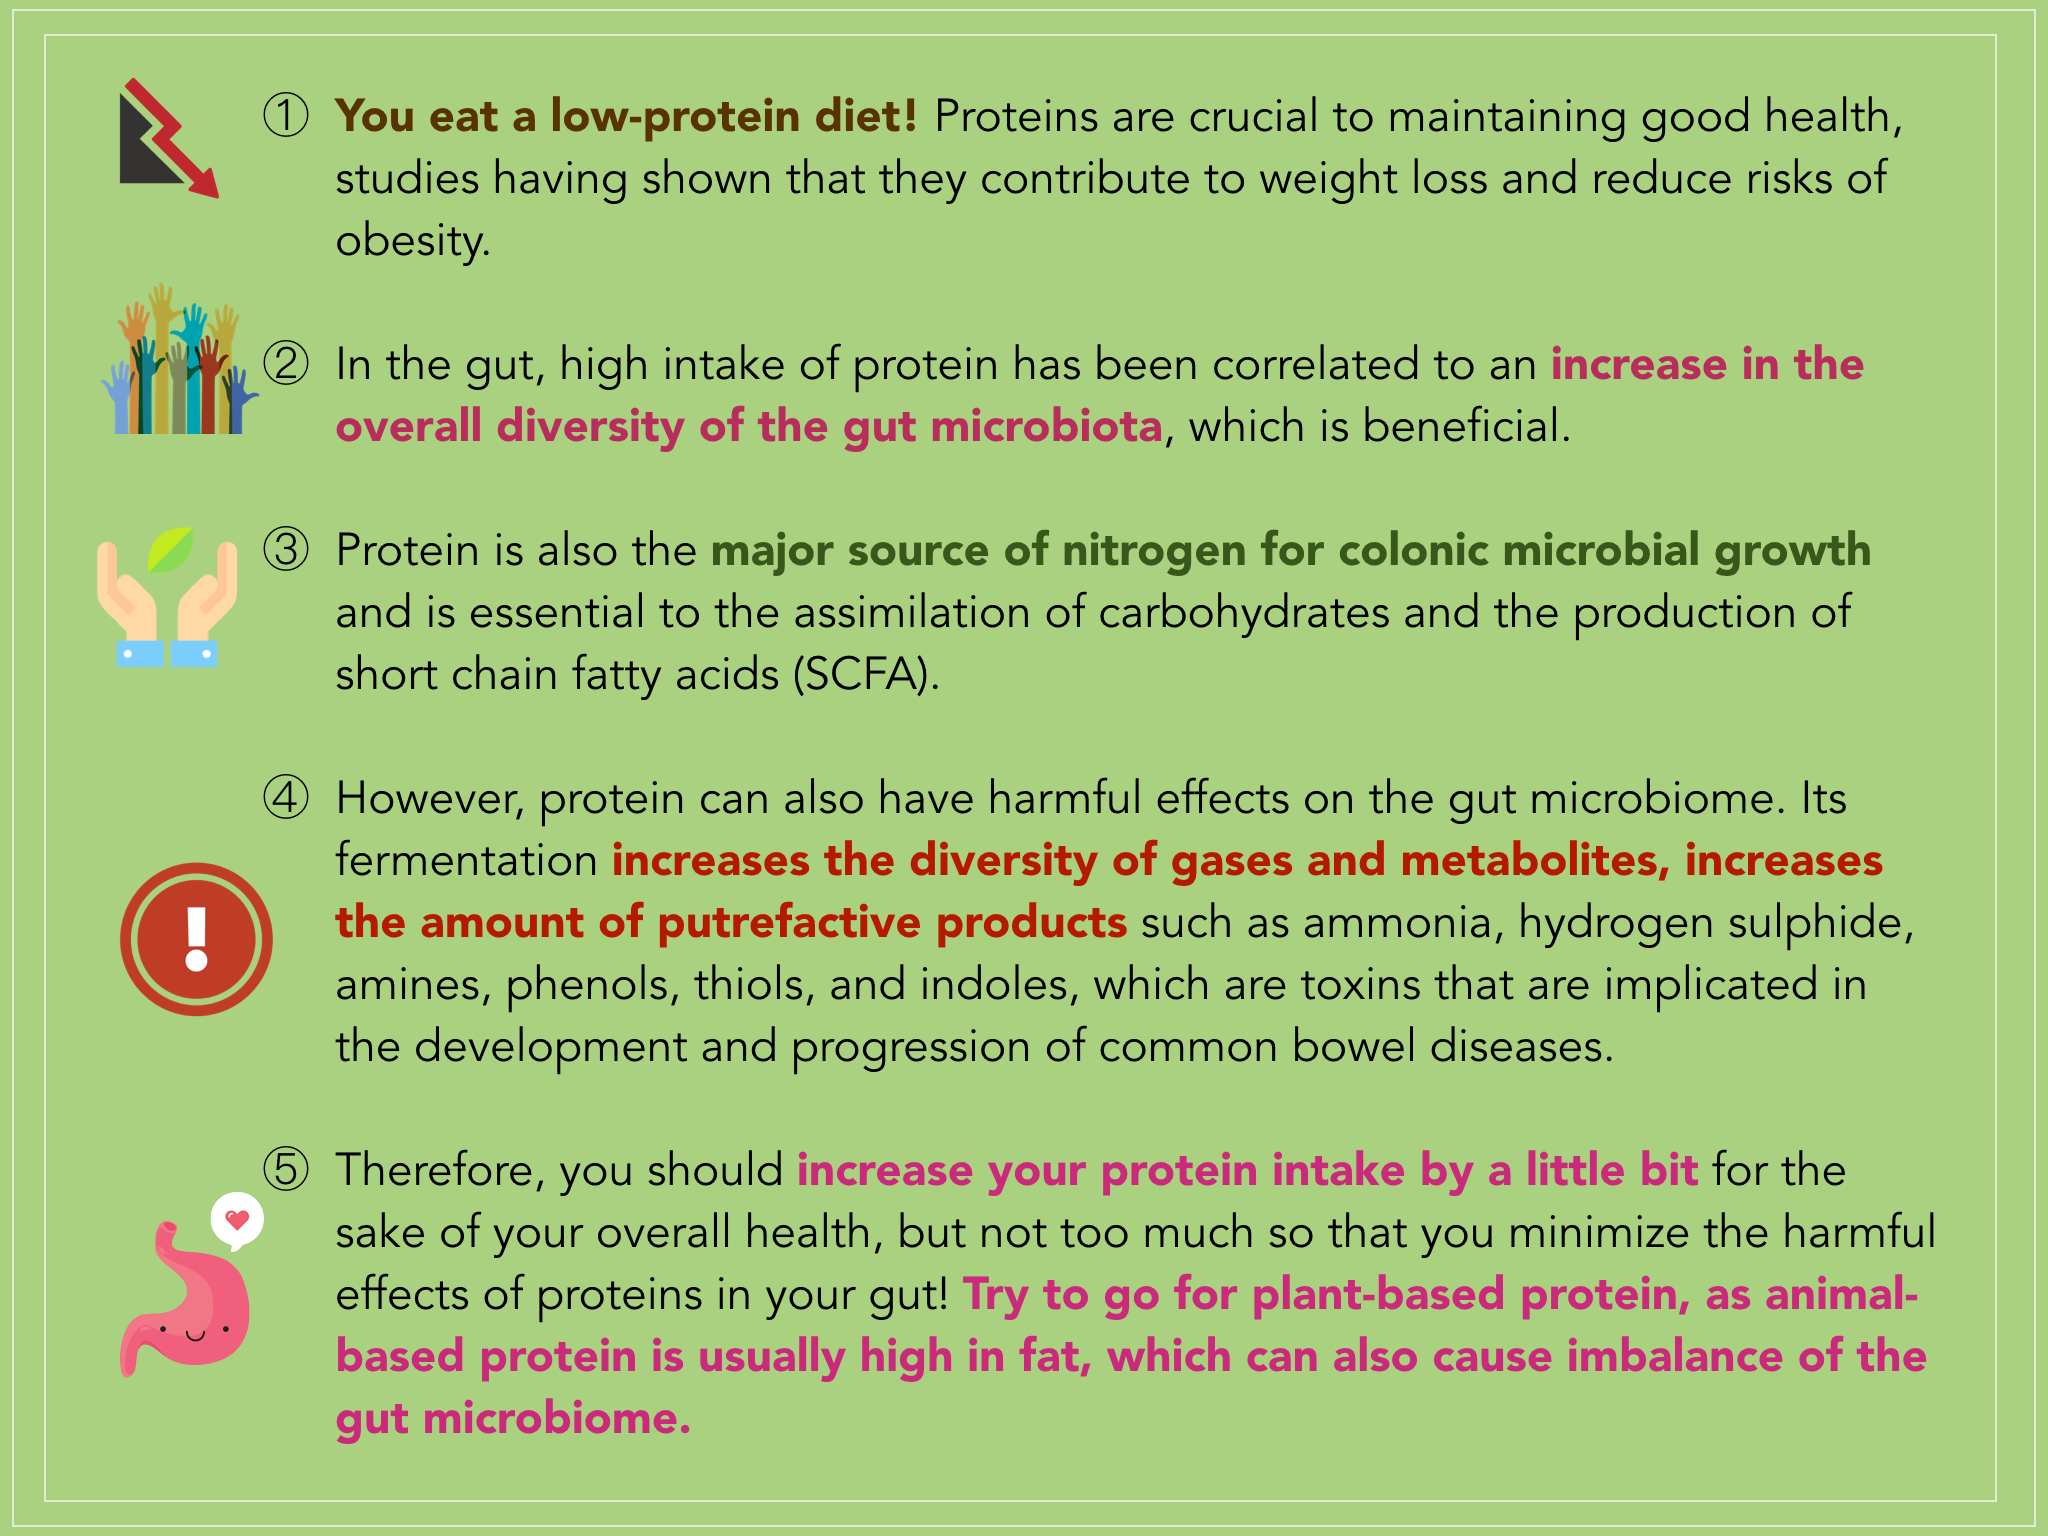 ① You eat a low-protein diet! Proteins are crucial to maintaining good health,
studies having shown that they contribute to weight loss and reduce risks of
obesity.
② In the gut, high intake of protein has been correlated to an increase in the
overall diversity of the gut microbiota, which is beneficial.
③ Protein is also the major source of nitrogen for colonic microbial growth
and is essential to the assimilation of carbohydrates and the production of
short chain fatty acids (SCFA).
④ However, protein can also have harmful effects on the gut microbiome. Its
fermentation increases the diversity of gases and metabolites, increases
the amount of putrefactive products such as ammonia, hydrogen sulphide,
amines, phenols, thiols, and indoles, which are toxins that are implicated in
the development and progression of common bowel diseases.
⑤ Therefore, you should increase your protein intake by a little bit for the
sake of your overall health, but not too much so that you minimize the harmful
effects of proteins in your gut! Try to go for plant-based protein, as animal-
based protein is usually high in fat, which can also cause imbalance of the
gut microbiome.